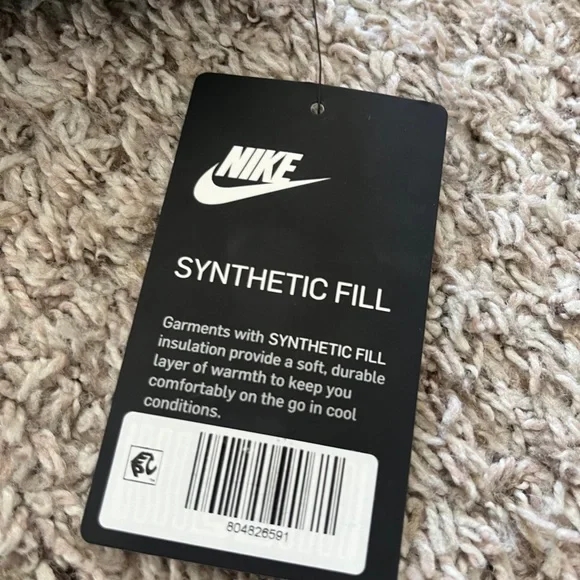 NIKE
SYNTHETIC FILL
Garments with SYNTHETIC FILL
insulation provide a soft, durable
layer of warmth to keep you
comfortably on the go in cool
conditions.
804826591